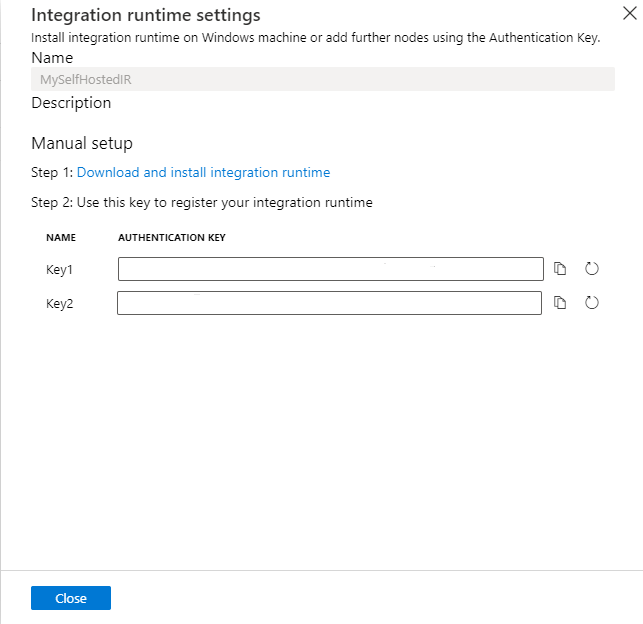 Integration runtime settings
Install integration runtime on Windows machine or add further nodes using the Authentication Key.
Name
MySelfHostedIR
Description
Manual setup
Step 1: Download and install integration runtime
Step 2: Use this key to register your integration runtime
NAME AUTHENTICATION KEY
Key1
Key2
Close